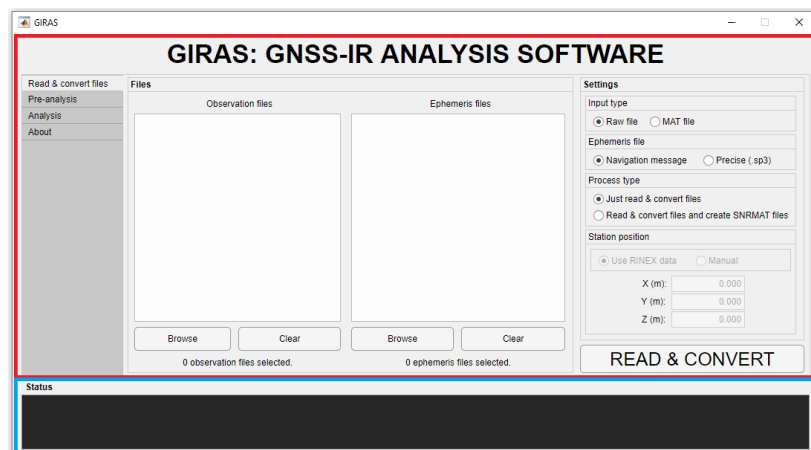 GIRAS
GIRAS: GNSS-IR ANALYSIS SOFTWARE
Read & convert files
Pre-analysis
Analysis
About
Files
Observation files
Ephemeris files
Browse
Clear
Browse
Clear
0 observation files selected.
0 ephemeris files selected.
Settings
Input type
Raw file
MAT file
Ephemeris file
Navigation message
Precise (.sp3)
Process type
Just read & convert files
Read & convert files and create SNRMAT files
Station position
Use RINEX data
Manual
X (m): 0.000
Y (m): 0.000
Z (m): 0.000
READ & CONVERT
Status